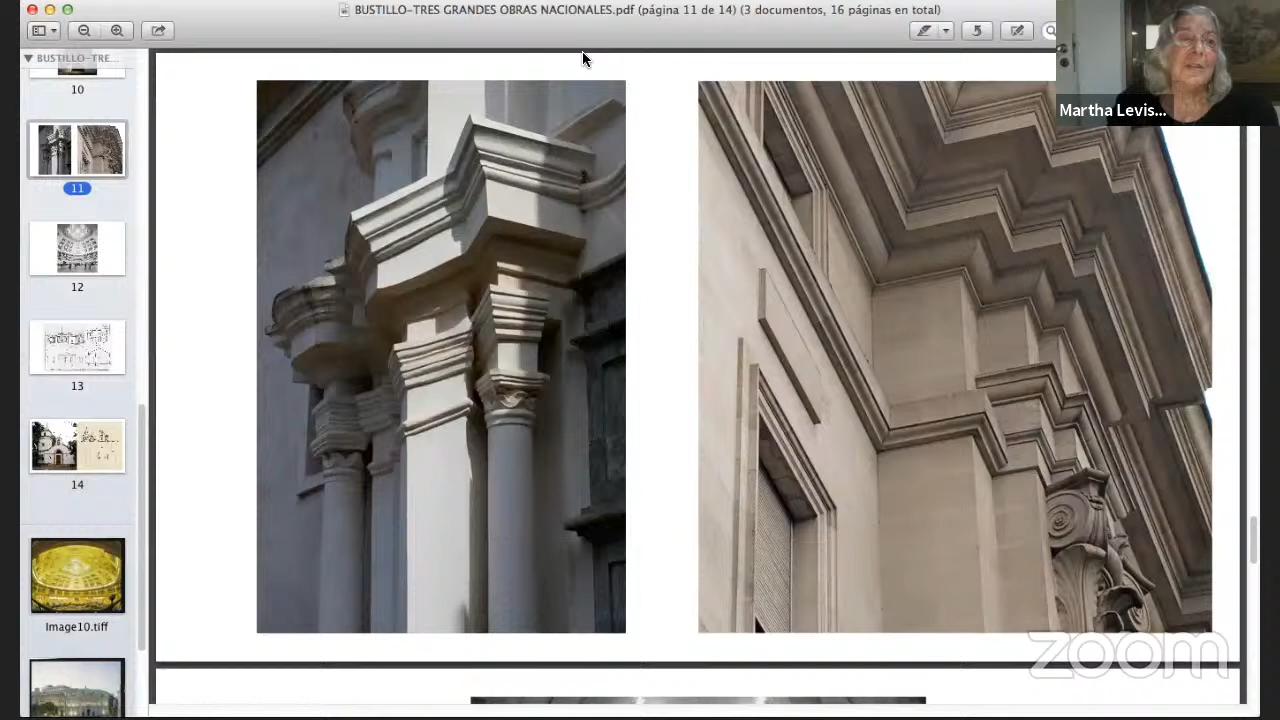 BUSTILLO-TRES GRANDES OBRAS NACIONALES.pdf (página 11 de 14) (3 documentos, 16 páginas en total)
BUSTILLO-TRE...
10
11
12
13
14
Image10.tiff
Martha Levis...
zoom